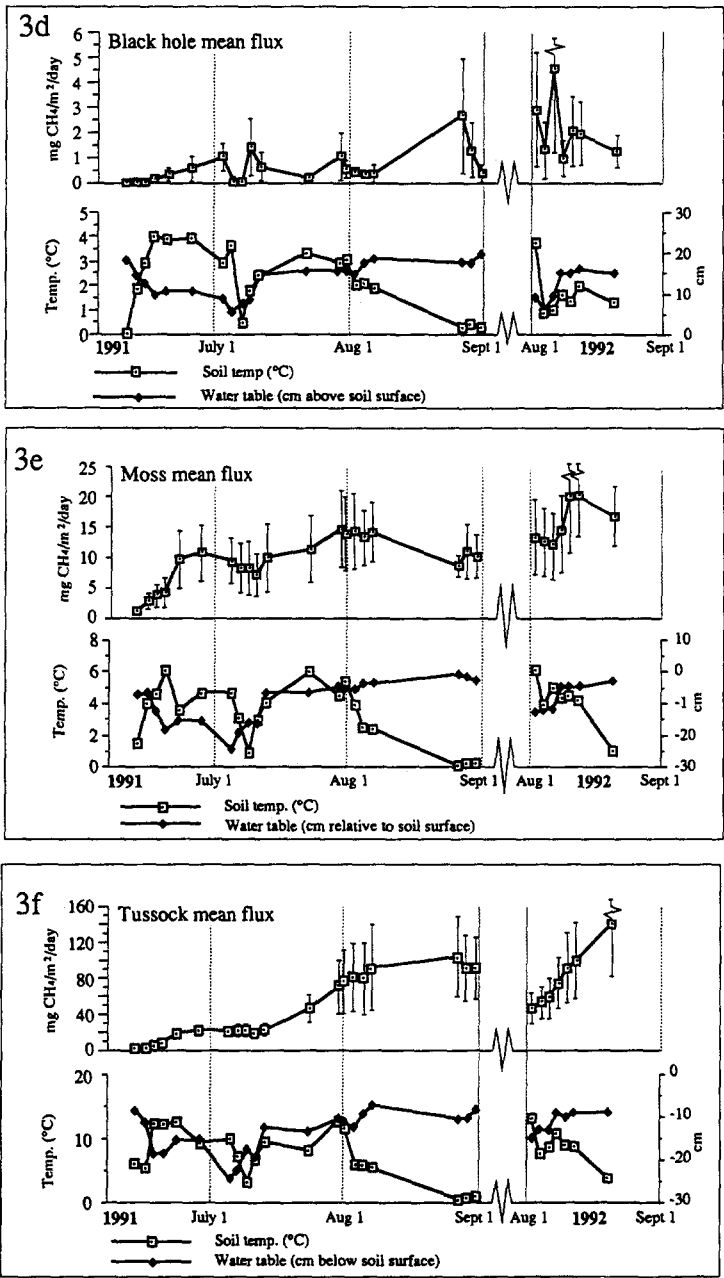 3d
Black hole mean flux
mg CH4/m²/day
6
5
4
3
2
1
0
Temp. (°C)
5
4
3
2
1
0
30
20
10
0
cm
1991 July 1 Aug 1 Sept 1 Aug 1 1992 Sept 1
Soil temp (°C)
Water table (cm above soil surface)
3e
Moss mean flux
mg CH4/m²/day
25
20
15
10
5
0
Temp. (°C)
8
6
4
2
0
10
0
-10
-20
-30
cm
1991 July 1 Aug 1 Sept 1 Aug 1 1992 Sept 1
Soil temp. (°C)
Water table (cm relative to soil surface)
3f
Tussock mean flux
mg CH4/m²/day
160
120
80
40
0
Temp. (°C)
20
10
0
-0
-10
-20
-30
cm
1991 July 1 Aug 1 Sept 1 Aug 1 1992 Sept 1
Soil temp. (°C)
Water table (cm below soil surface)